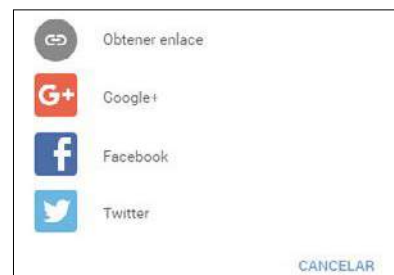 Obtener enlace
G+
Google+
f
Facebook
Twitter
CANCELAR